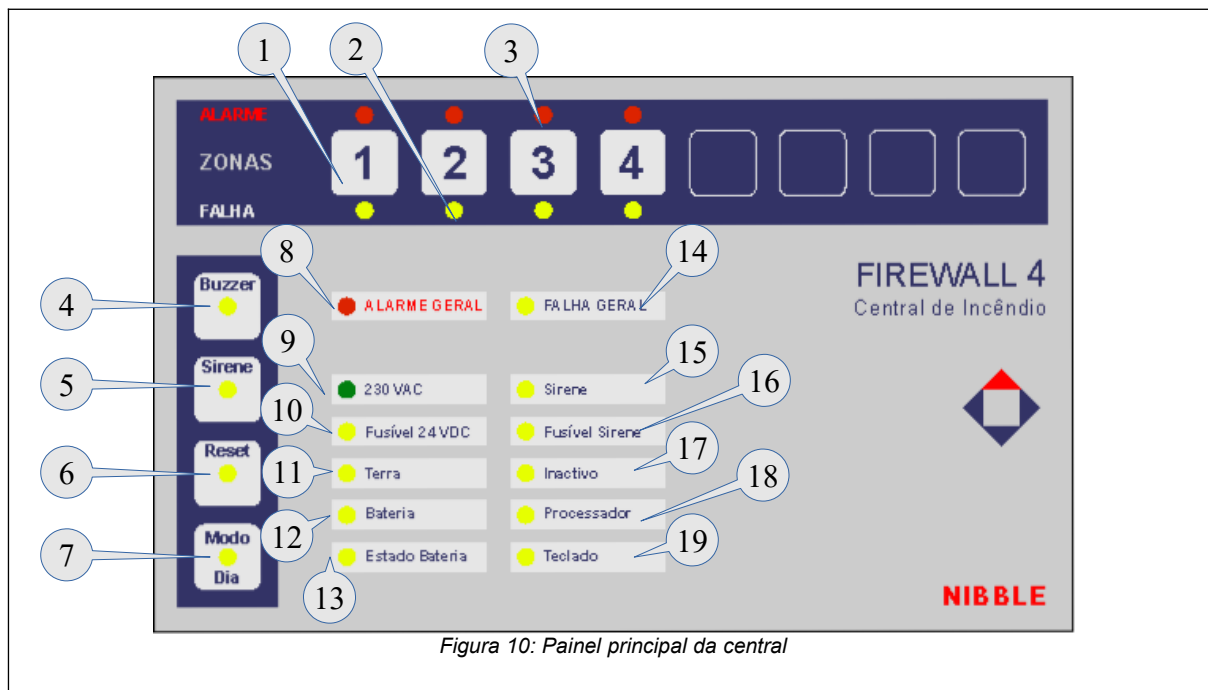 1
2
3
ALARME
ZONAS
1 2 3 4
FALHA
8
14
Buzzer
4
ALARME GERAL
FALHA GERAL
FIREWALL 4
Central de Incêndio
9
15
Sirene
5
230 VAC
Sirene
16
10
Fusível 24 VDC
Fusível Sirene
Reset
6
11
Terra
Inactivo
17
18
12
Bateria
Processador
Modo
7
Dia
13
Estado Bateria
Teclado
19
NIBBLE
Figura 10: Painel principal da central